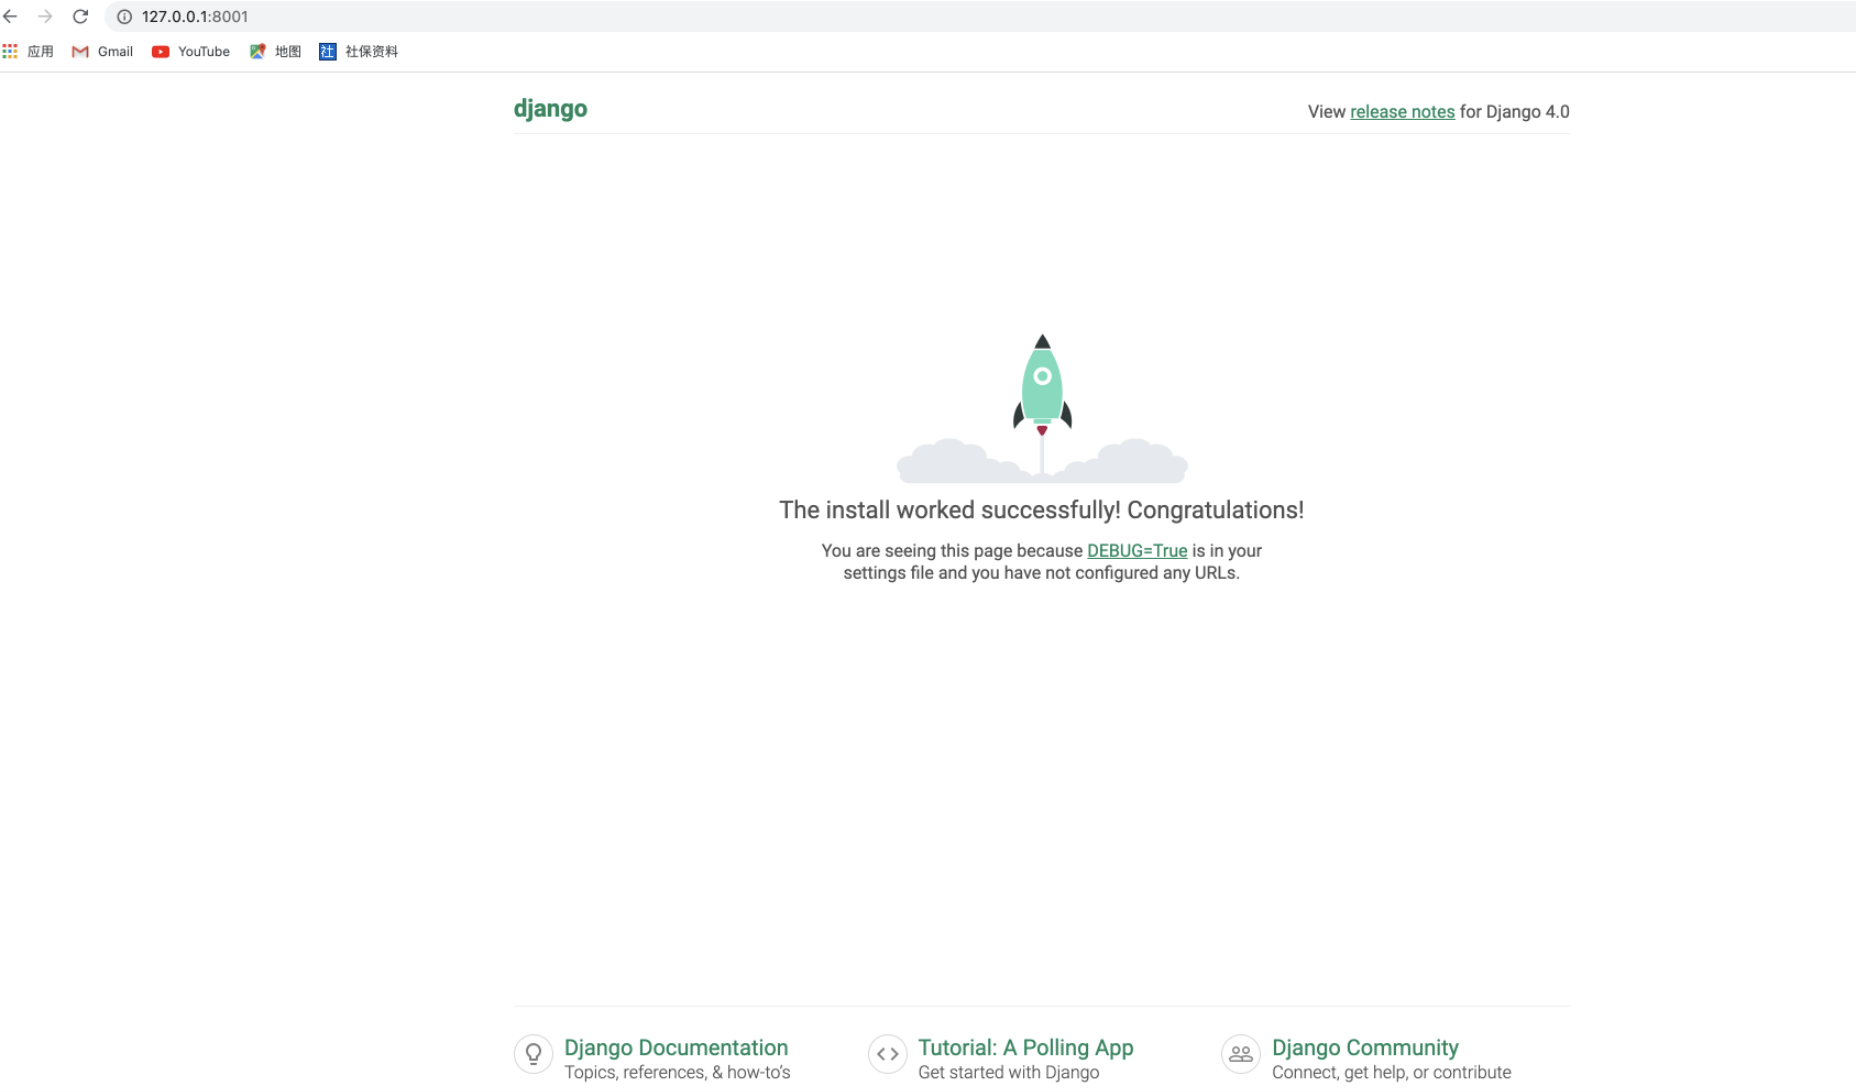 127.0.0.1:8001
应用 Gmail YouTube 地图 社 社保资料
django View release notes for Django 4.0
The install worked successfully! Congratulations!
You are seeing this page because DEBUG=True is in your
settings file and you have not configured any URLs.
Django Documentation Tutorial: A Polling App Django Community
Topics, references, & how-to’s Get started with Django Connect, get help, or contribute